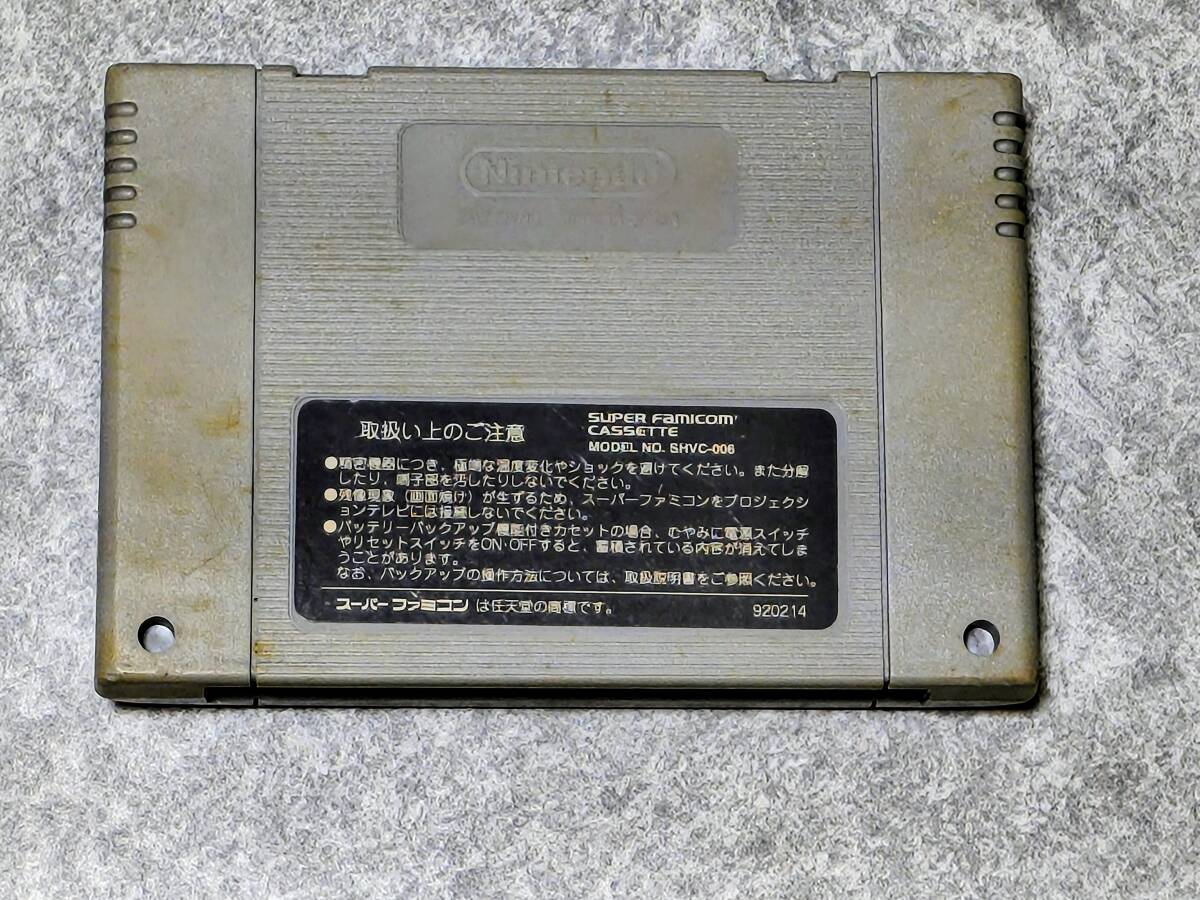 Nintendo
取扱い上のご注意
SUPER Famicom
CASSETTE
MODEL NO. SHVC-006
●精密機器につき、極端な温度変化やショックを避けてください。また分解
したり、端子部を汚したりしないでください。
●残像現象（画面焼け）が生ずるため、スーパーファミコンをプロジェクシ
ョンテレビには接続しないでください。
●バッテリーバックアップ機能付きカセットの場合、むやみに電源スイッチ
やリセットスイッチをON・OFFすると、蓄積されている内容が消えてしま
うことがあります。
なお、バックアップの操作方法については、取扱説明書をご参照ください。
スーパーファミコンは任天堂の商標です。
920214